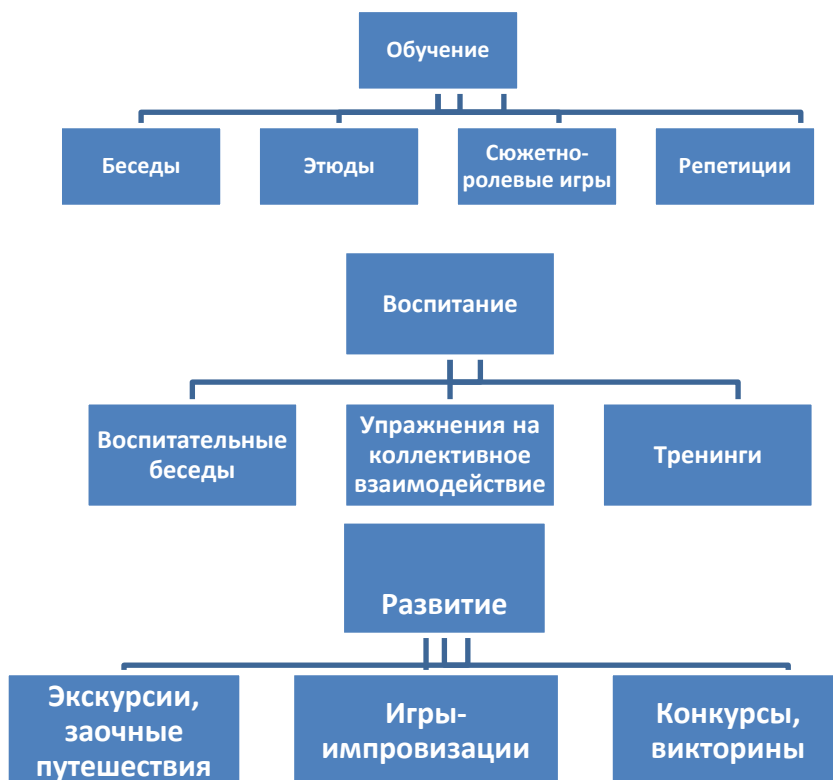 Обучение
Беседы
Этюды
Сюжетно-
ролевые игры
Репетиции
Воспитание
Воспитательные
беседы
Упражнения на
коллективное
взаимодействие
Тренинги
Развитие
Экскурсии,
заочные
путешествия
Игры-
импровизации
Конкурсы,
викторины